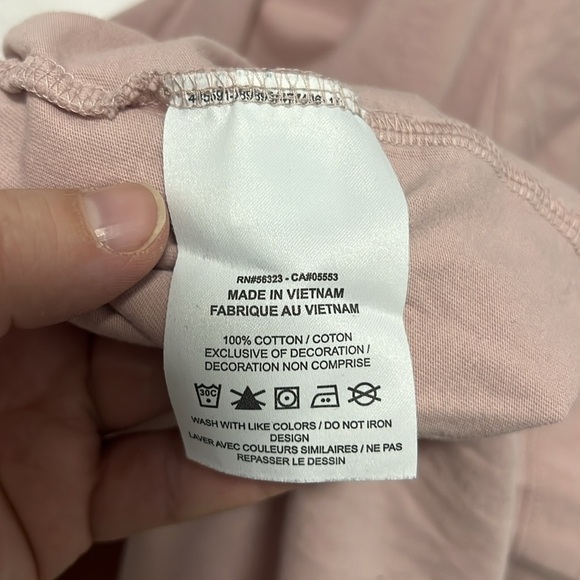 RN#56323 - CA#05553
MADE IN VIETNAM
FABRIQUE AU VIETNAM
100% COTTON / COTON
EXCLUSIVE OF DECORATION /
DECORATION NON COMPRISE
30C
WASH WITH LIKE COLORS / DO NOT IRON
DESIGN
LAVER AVEC COULEURS SIMILAIRES / NE PAS
REPASSER LE DESSIN